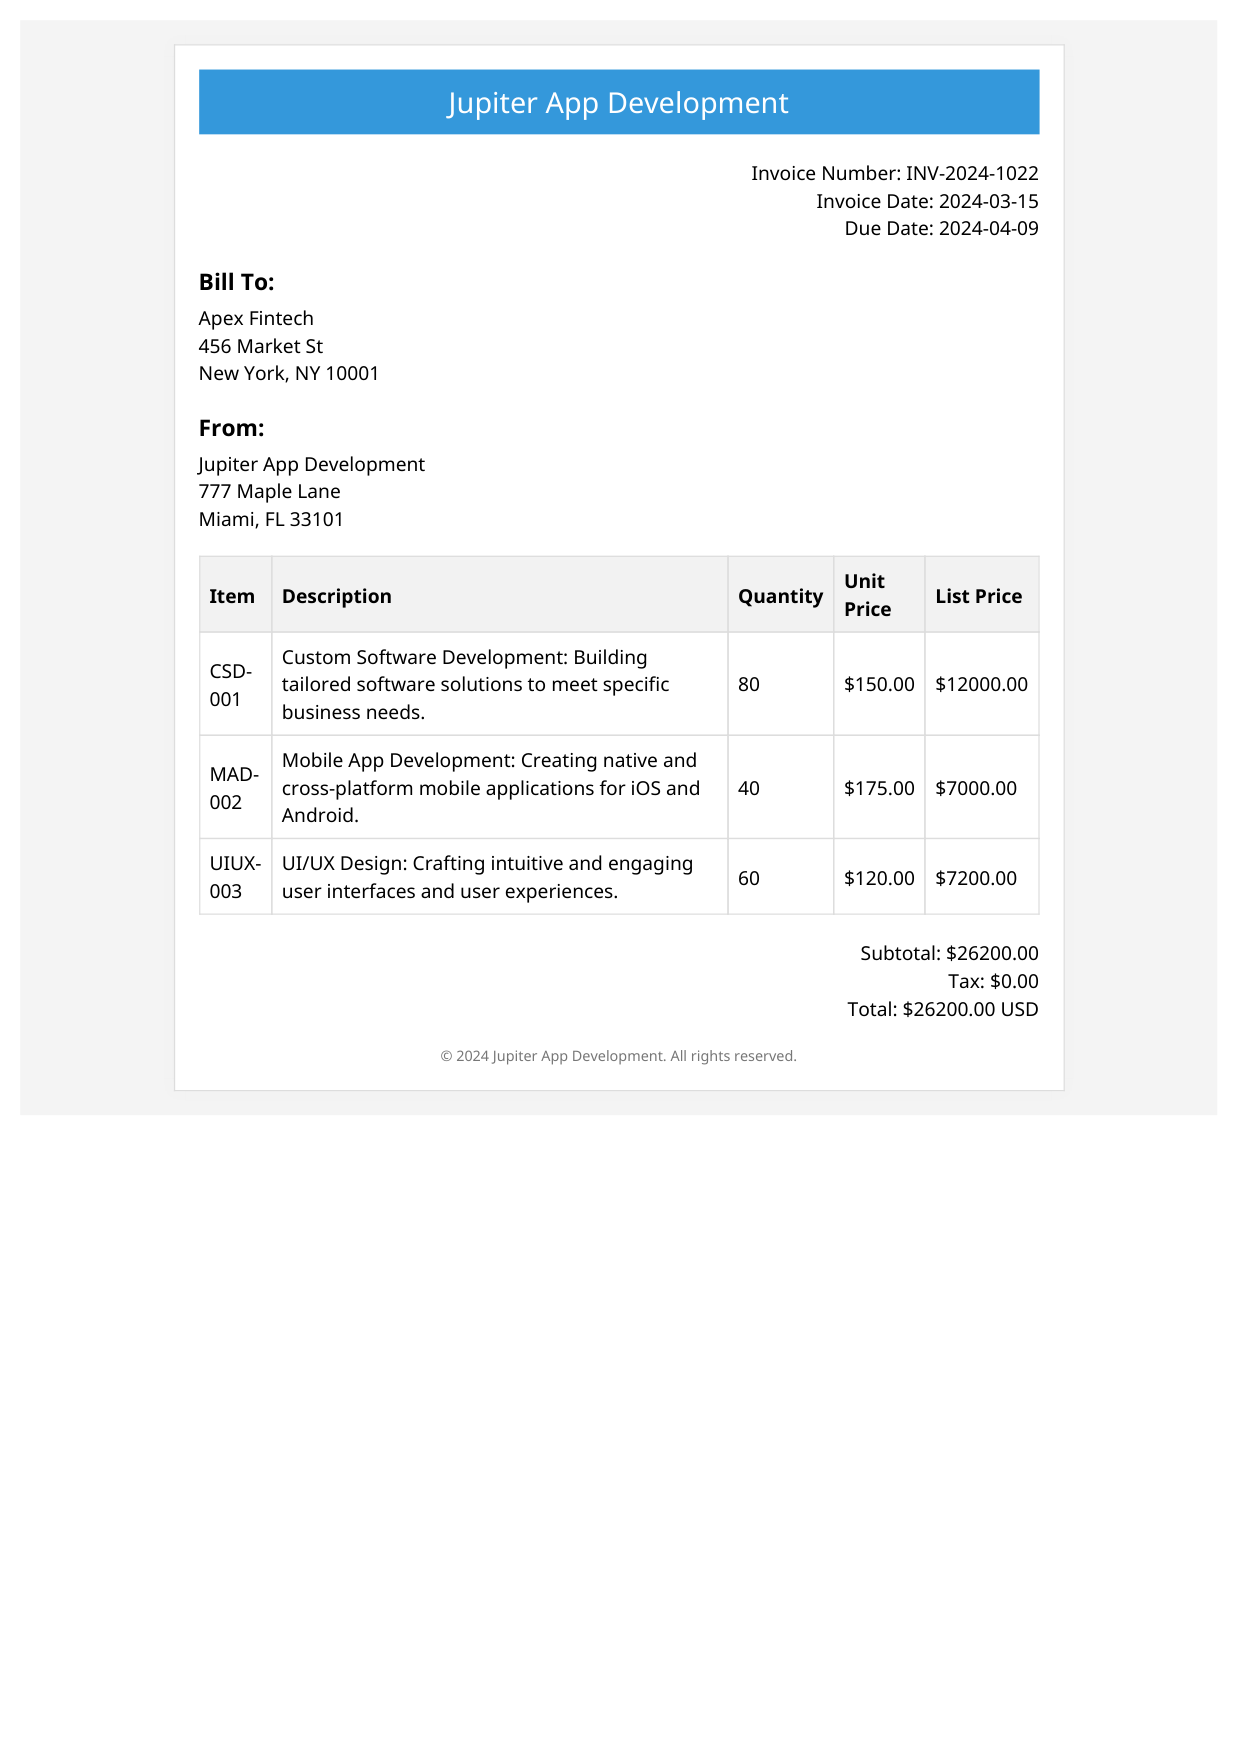 Jupiter App Development
Invoice Number: INV-2024-1022
Invoice Date: 2024-03-15
Due Date: 2024-04-09
Bill To:
Apex Fintech
456 Market St
New York, NY 10001
From:
Jupiter App Development
777 Maple Lane
Miami, FL 33101
Item Description Quantity Unit Price List Price
CSD-001 Custom Software Development: Building tailored software solutions to meet specific business needs. 80 $150.00 $12000.00
MAD-002 Mobile App Development: Creating native and cross-platform mobile applications for iOS and Android. 40 $175.00 $7000.00
UIUX-003 UI/UX Design: Crafting intuitive and engaging user interfaces and user experiences. 60 $120.00 $7200.00
Subtotal: $26200.00
Tax: $0.00
Total: $26200.00 USD
© 2024 Jupiter App Development. All rights reserved.